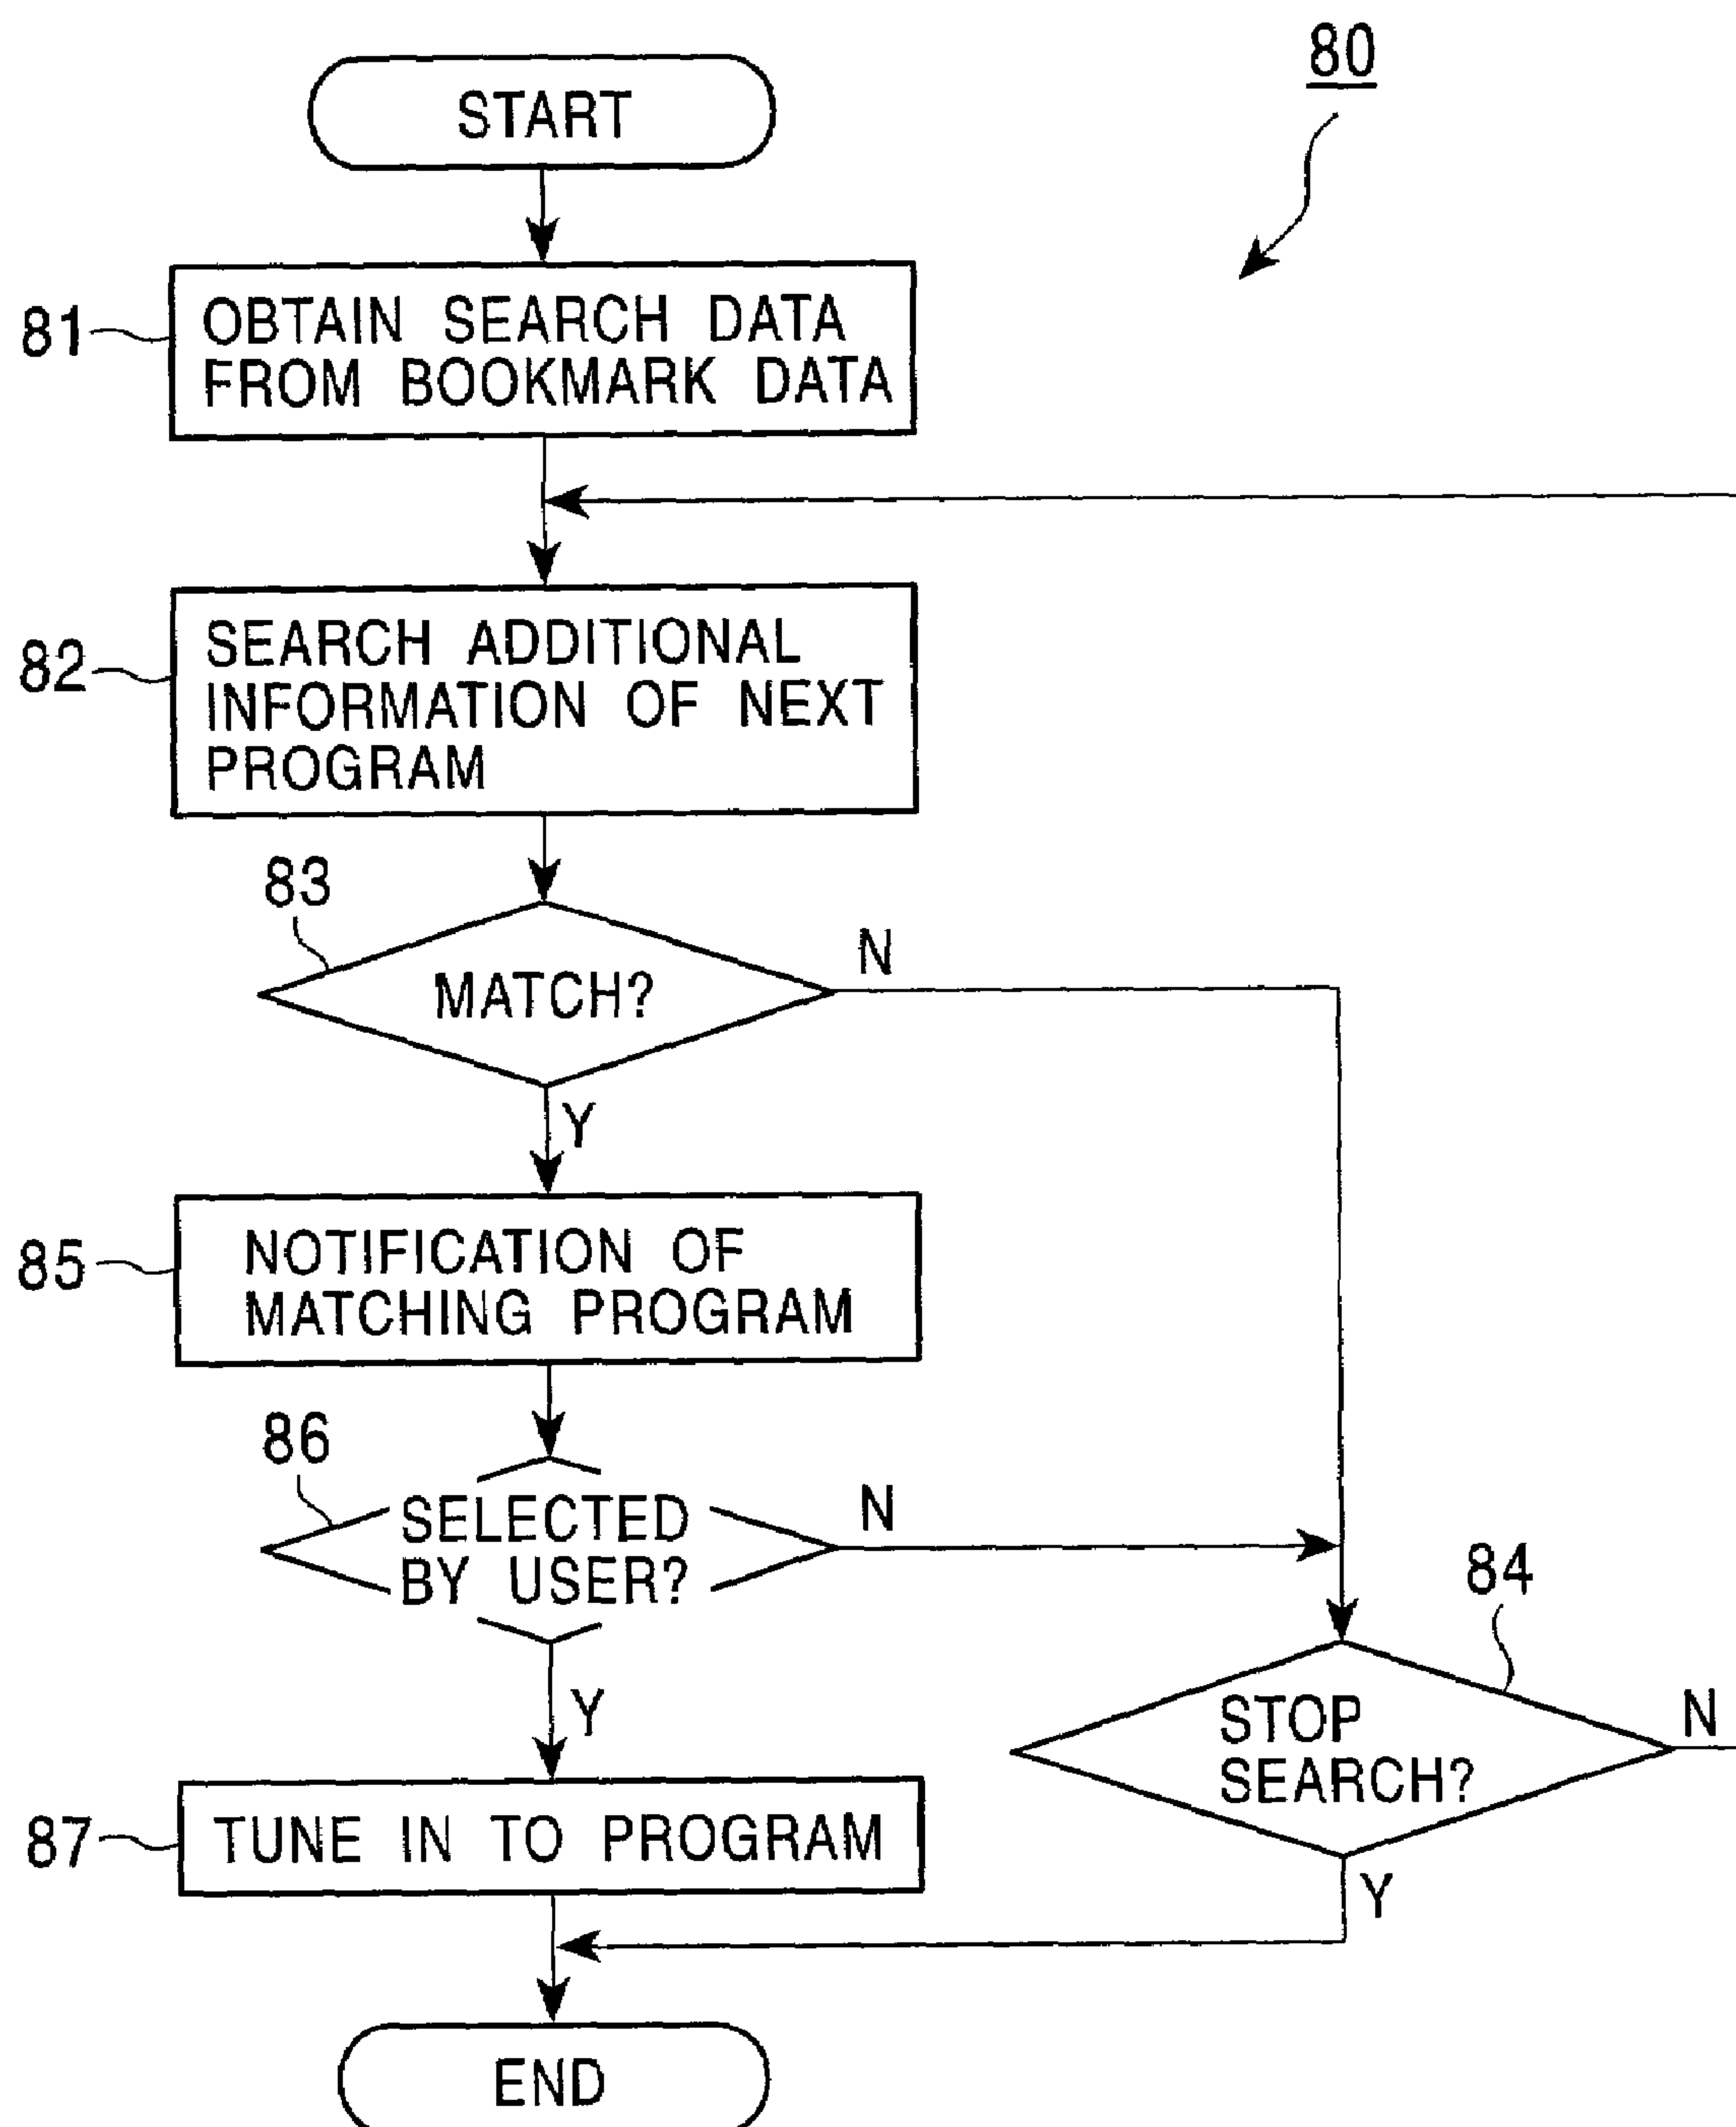 80
START
81
OBTAIN SEARCH DATA
FROM BOOKMARK DATA
82
SEARCH ADDITIONAL
INFORMATION OF NEXT
PROGRAM
83
MATCH?
N
Y
85
NOTIFICATION OF
MATCHING PROGRAM
86
SELECTED
BY USER?
N
Y
84
STOP
SEARCH?
N
Y
87
TUNE IN TO PROGRAM
END